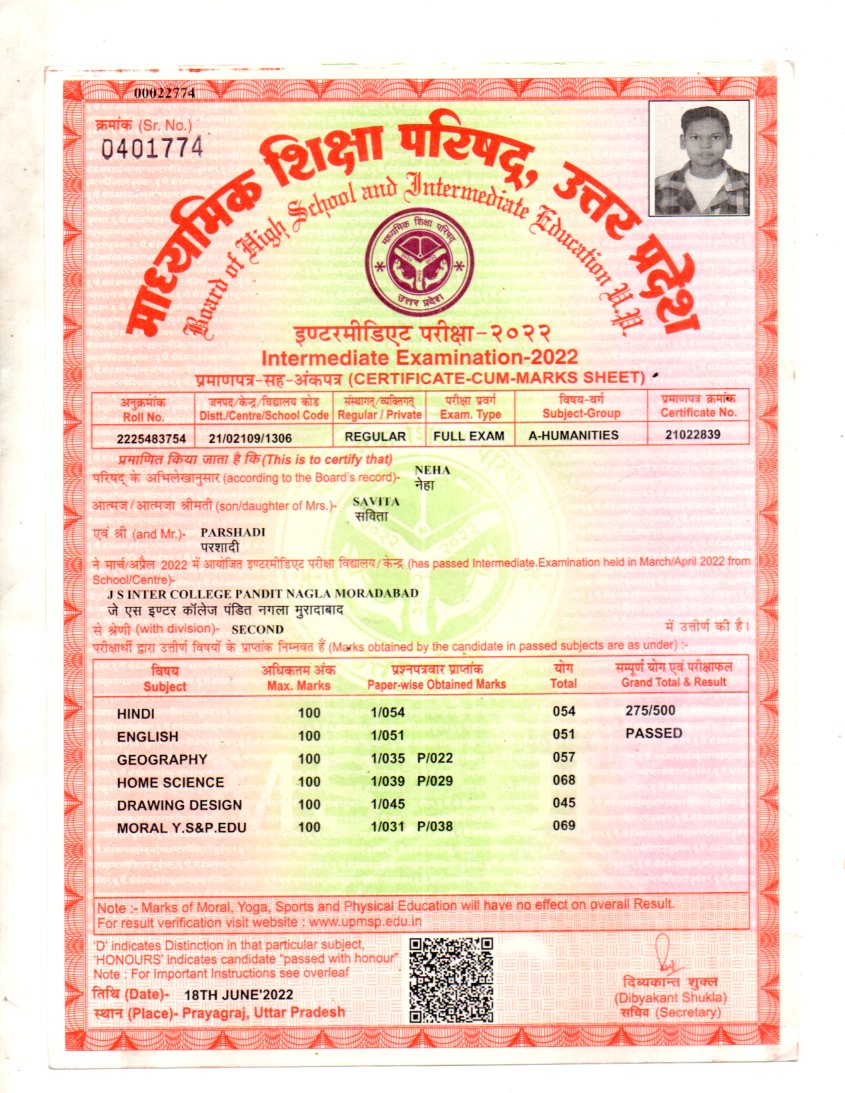 00022774
क्रमांक (Sr. No.)
0401774
माध्यमिक शिक्षा परिषद्, उत्तर प्रदेश
Board of High School and Intermediate Education U.P.
माध्यमिक शिक्षा परिषद्
उत्तर प्रदेश
इण्टरमीडिएट परीक्षा-२०२२
Intermediate Examination-2022
प्रमाणपत्र-सह-अंकपत्र (CERTIFICATE-CUM-MARKS SHEET)
अनुक्रमांक जनपद/केन्द्र/विद्यालय कोड संस्थागत/व्यक्तिगत परीक्षा प्रवर्ग विषय-वर्ग प्रमाणपत्र क्रमांक
Roll No. Distt./Centre/School Code Regular / Private Exam. Type Subject-Group Certificate No.
2225483754 21/02109/1306 REGULAR FULL EXAM A-HUMANITIES 21022839
प्रमाणित किया जाता है कि (This is to certify that)
NEHA
परिषद् के अभिलेखानुसार (according to the Board's record)- नेहा
SAVITA
आत्मज/आत्मजा श्रीमती (son/daughter of Mrs.)- सविता
एवं श्री (and Mr.)- PARSHADI
परशादी
ने मार्च/अप्रैल 2022 में आयोजित इण्टरमीडिएट परीक्षा विद्यालय/केन्द्र (has passed Intermediate Examination held in March/April 2022 from
School/Centre)-
J S INTER COLLEGE PANDIT NAGLA MORADABAD
जे एस इण्टर कॉलेज पंडित नगला मुरादाबाद
से श्रेणी (with division)- SECOND में उत्तीर्ण की है।
परीक्षार्थी द्वारा उत्तीर्ण विषयों के प्राप्तांक निम्नवत हैं (Marks obtained by the candidate in passed subjects are as under) :-
विषय अधिकतम अंक प्रश्नपत्रवार प्राप्तांक योग सम्पूर्ण योग एवं परीक्षाफल
Subject Max. Marks Paper-wise Obtained Marks Total Grand Total & Result
HINDI 100 1/054 054 275/500
ENGLISH 100 1/051 051 PASSED
GEOGRAPHY 100 1/035 P/022 057
HOME SCIENCE 100 1/039 P/029 068
DRAWING DESIGN 100 1/045 045
MORAL Y.S&P.EDU 100 1/031 P/038 069
Note :- Marks of Moral, Yoga, Sports and Physical Education will have no effect on overall Result.
For result verification visit website : www.upmsp.edu.in
'D' indicates Distinction in that particular subject,
'HONOURS' indicates candidate "passed with honour"
Note : For Important Instructions see overleaf
तिथि (Date)- 18TH JUNE'2022
स्थान (Place)- Prayagraj, Uttar Pradesh
दिव्यकान्त शुक्ल
(Dibyakant Shukla)
सचिव (Secretary)